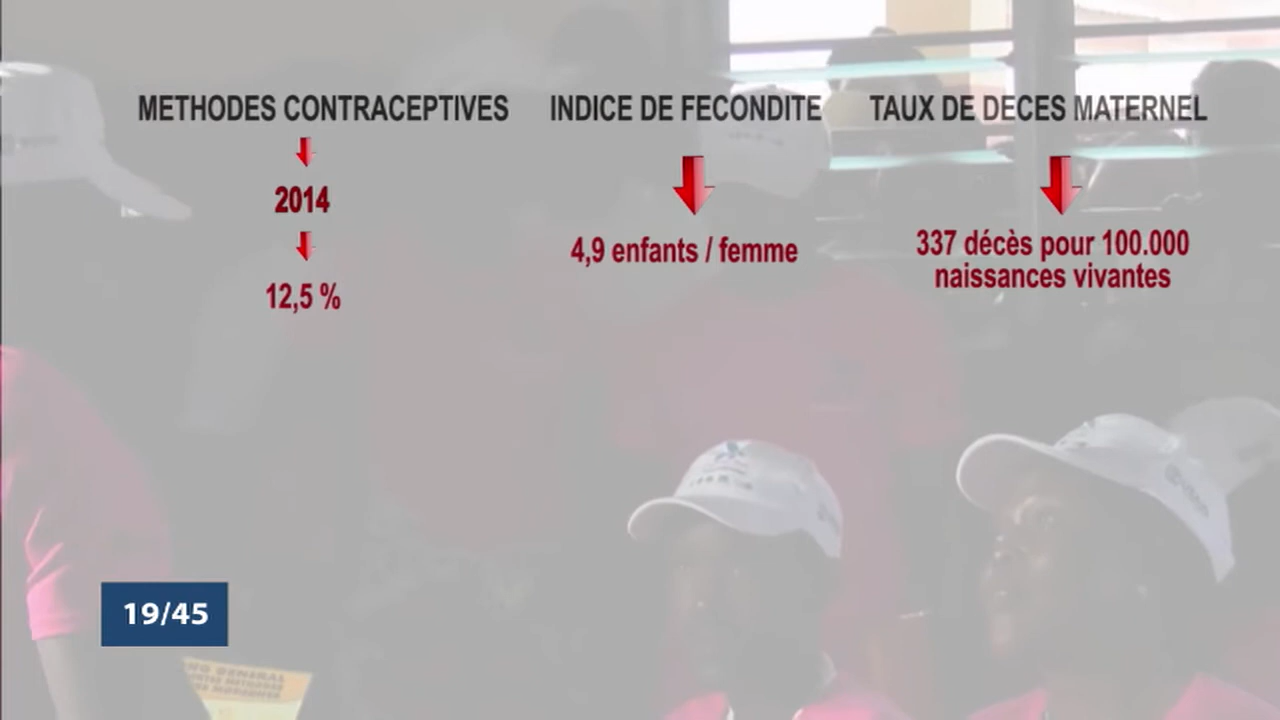 METHODES CONTRACEPTIVES
2014
12,5 %
INDICE DE FECONDITE
4,9 enfants / femme
TAUX DE DECES MATERNEL
337 décès pour 100.000
naissances vivantes
19/45